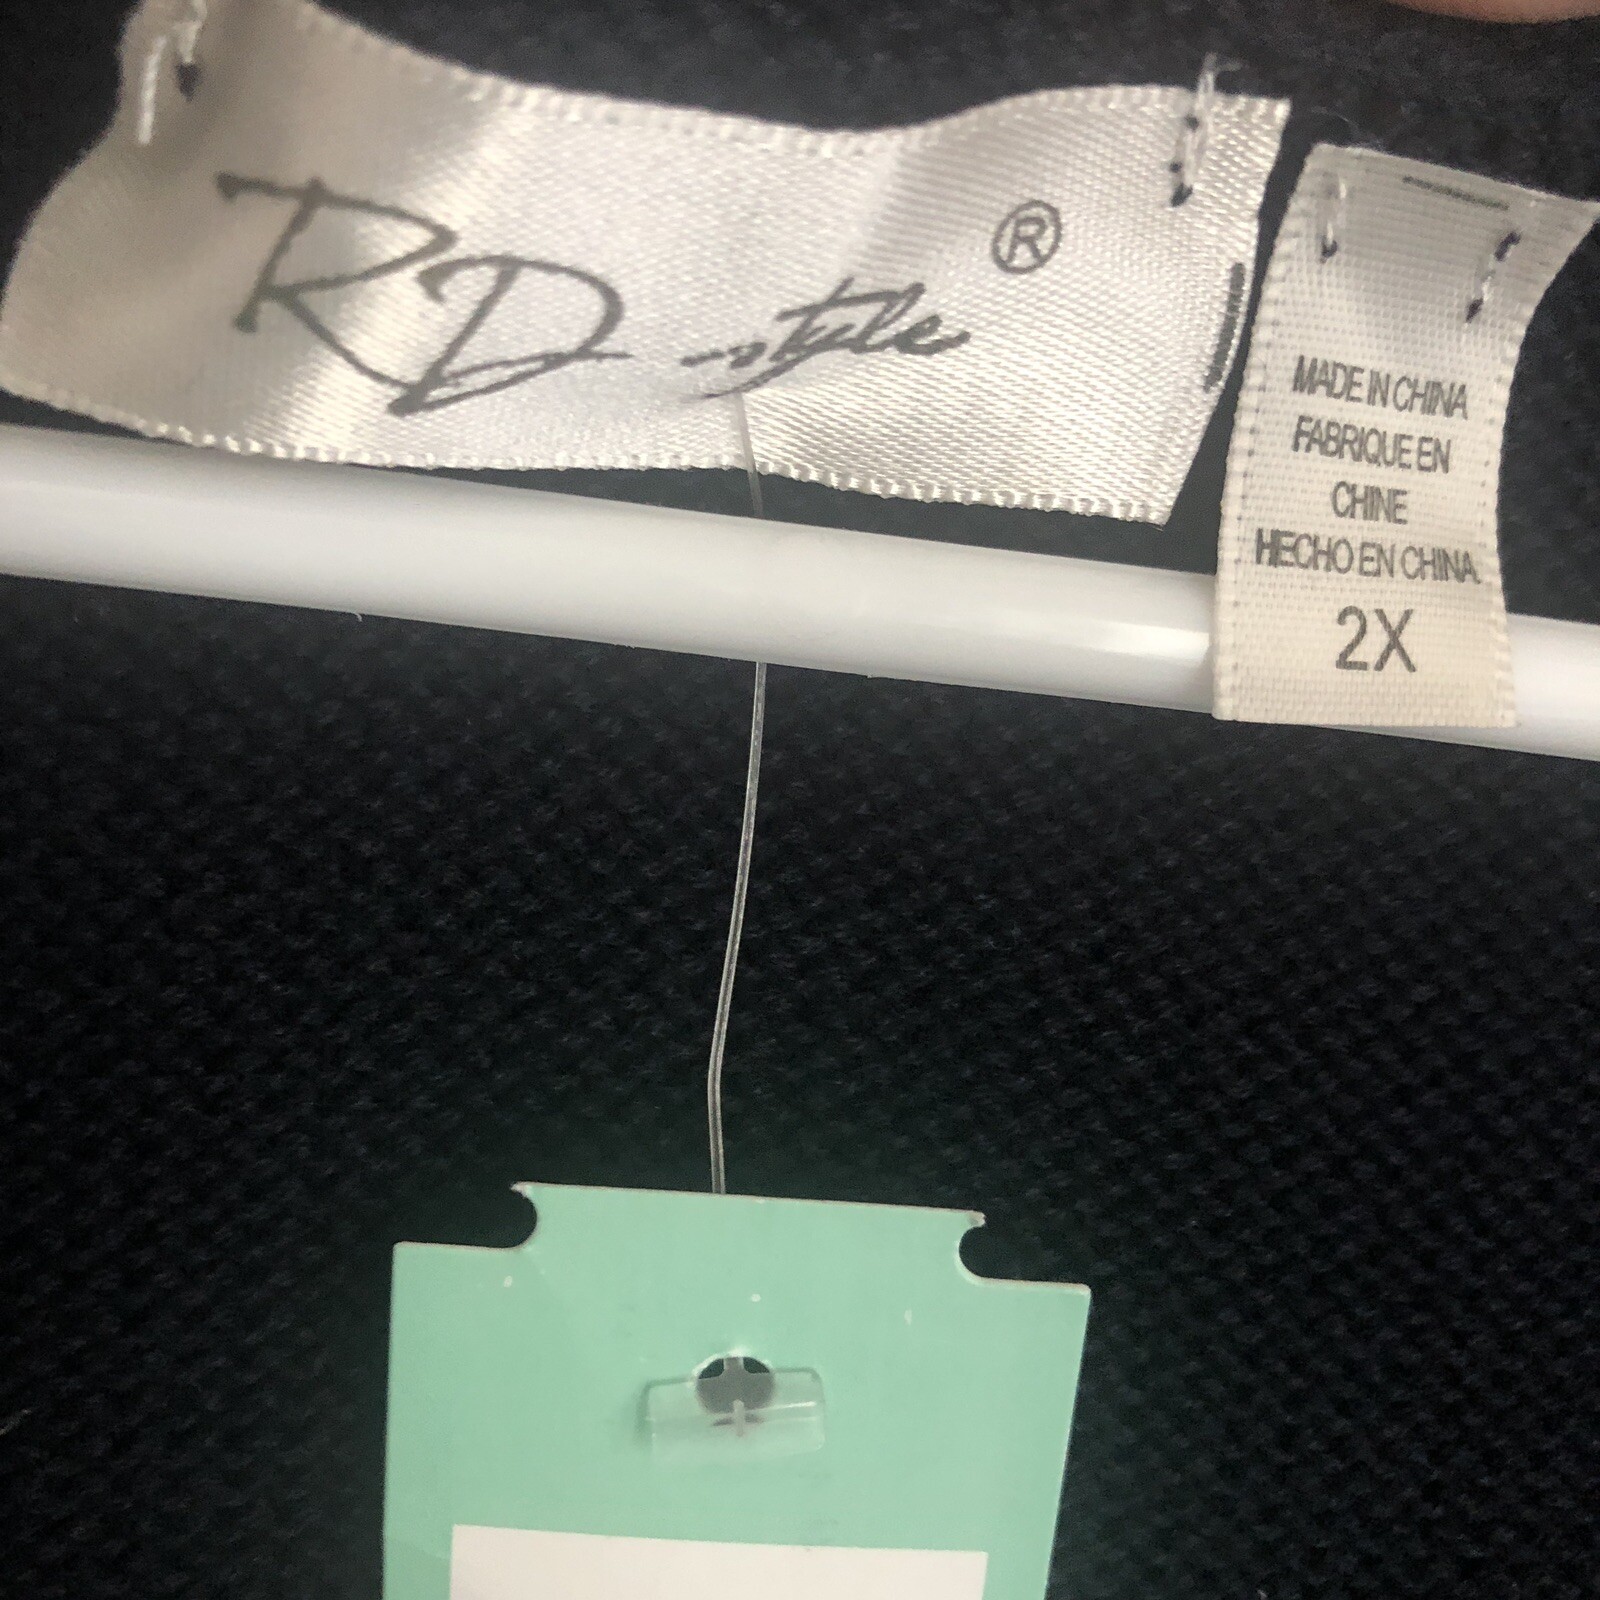 RD style ®
MADE IN CHINA
FABRIQUE EN
CHINE
HECHO EN CHINA
2X